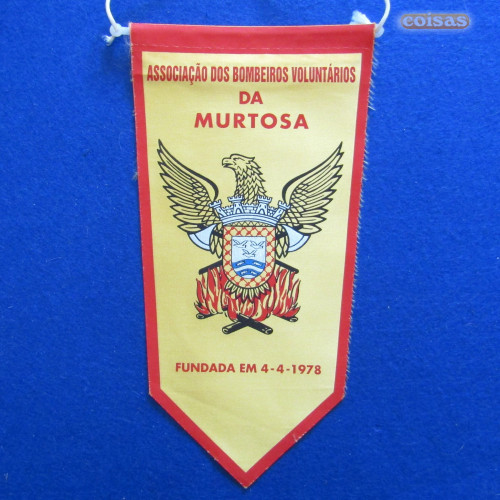 coisas
ASSOCIAÇÃO DOS BOMBEIROS VOLUNTÁRIOS
DA
MURTOSA
FUNDADA EM 4-4-1978